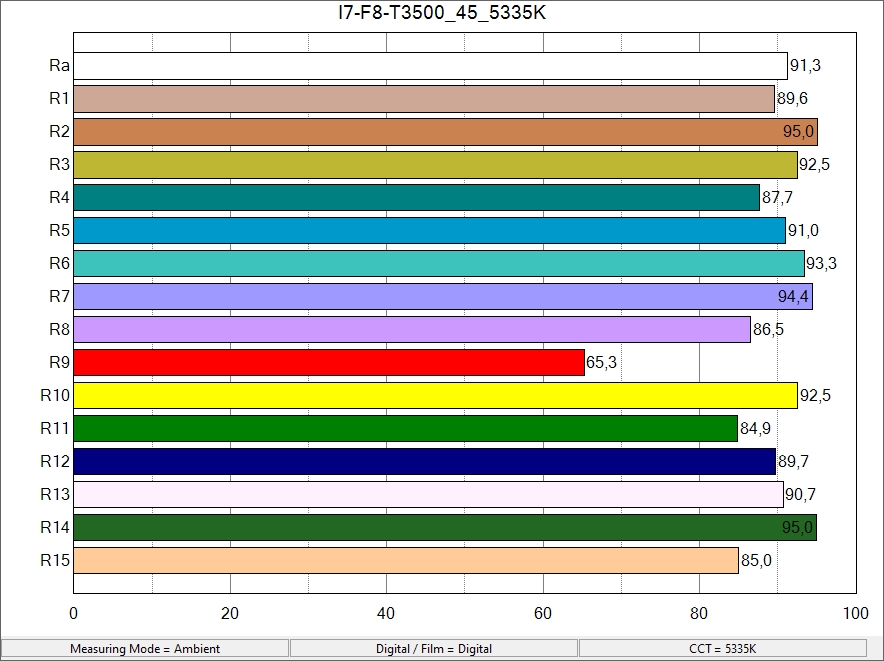 I7-F8-T3500_45_5335K
Ra 91,3
R1 89,6
R2 95,0
R3 92,5
R4 87,7
R5 91,0
R6 93,3
R7 94,4
R8 86,5
R9 65,3
R10 92,5
R11 84,9
R12 89,7
R13 90,7
R14 95,0
R15 85,0
0 20 40 60 80 100
Measuring Mode = Ambient Digital / Film = Digital CCT = 5335K